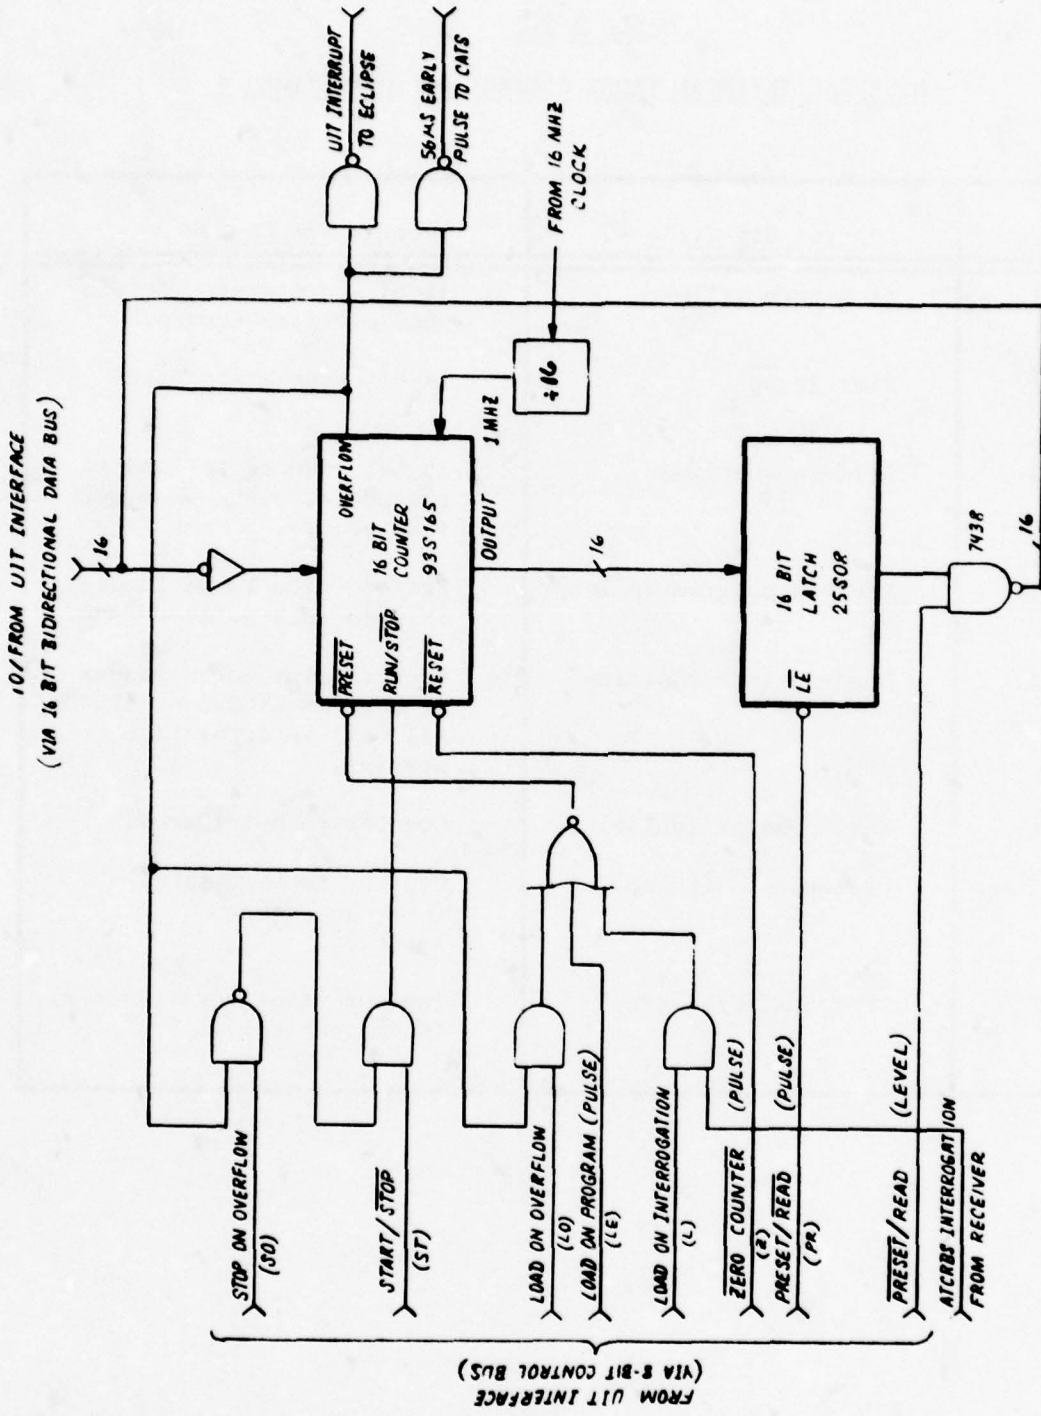 TO/FROM UIT INTERFACE
(VIA 16 BIT BIDIRECTIONAL DATA BUS)
16
UIT INTERRUPT
TO ECLIPSE
56µS EARLY
PULSE TO CATS
FROM 16 MHZ
CLOCK
÷16
1 MHZ
OVERFLOW
16 BIT
COUNTER
93S165
PRESET
RUN/STOP
RESET
OUTPUT
16
16 BIT
LATCH
25SOR
LE
7438
16
STOP ON OVERFLOW
(SO)
START/STOP
(ST)
LOAD ON OVERFLOW
(LO)
LOAD ON PROGRAM (PULSE)
(LE)
LOAD ON INTERROGATION
(L)
ZERO COUNTER (PULSE)
(Z)
PRESET/READ (PULSE)
(PR)
PRESET/READ (LEVEL)
ATCRBS INTERROGATION
FROM RECEIVER
FROM UIT INTERFACE
(VIA 8-BIT CONTROL BUS)